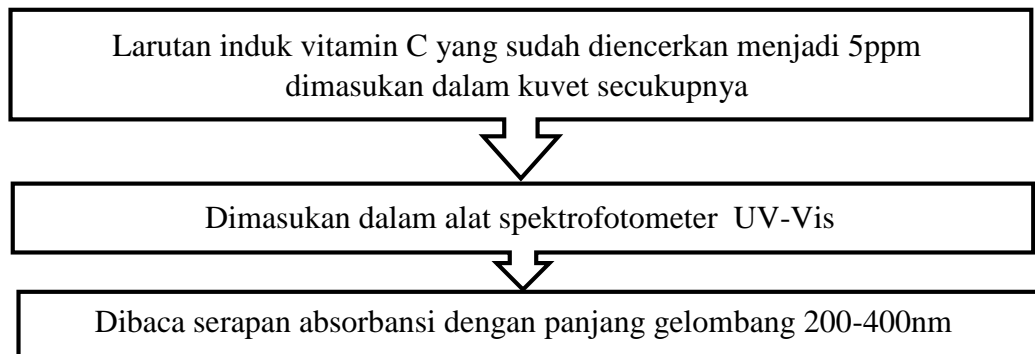 Larutan induk vitamin C yang sudah diencerkan menjadi 5ppm
dimasukan dalam kuvet secukupnya
Dimasukan dalam alat spektrofotometer UV-Vis
Dibaca serapan absorbansi dengan panjang gelombang 200-400nm